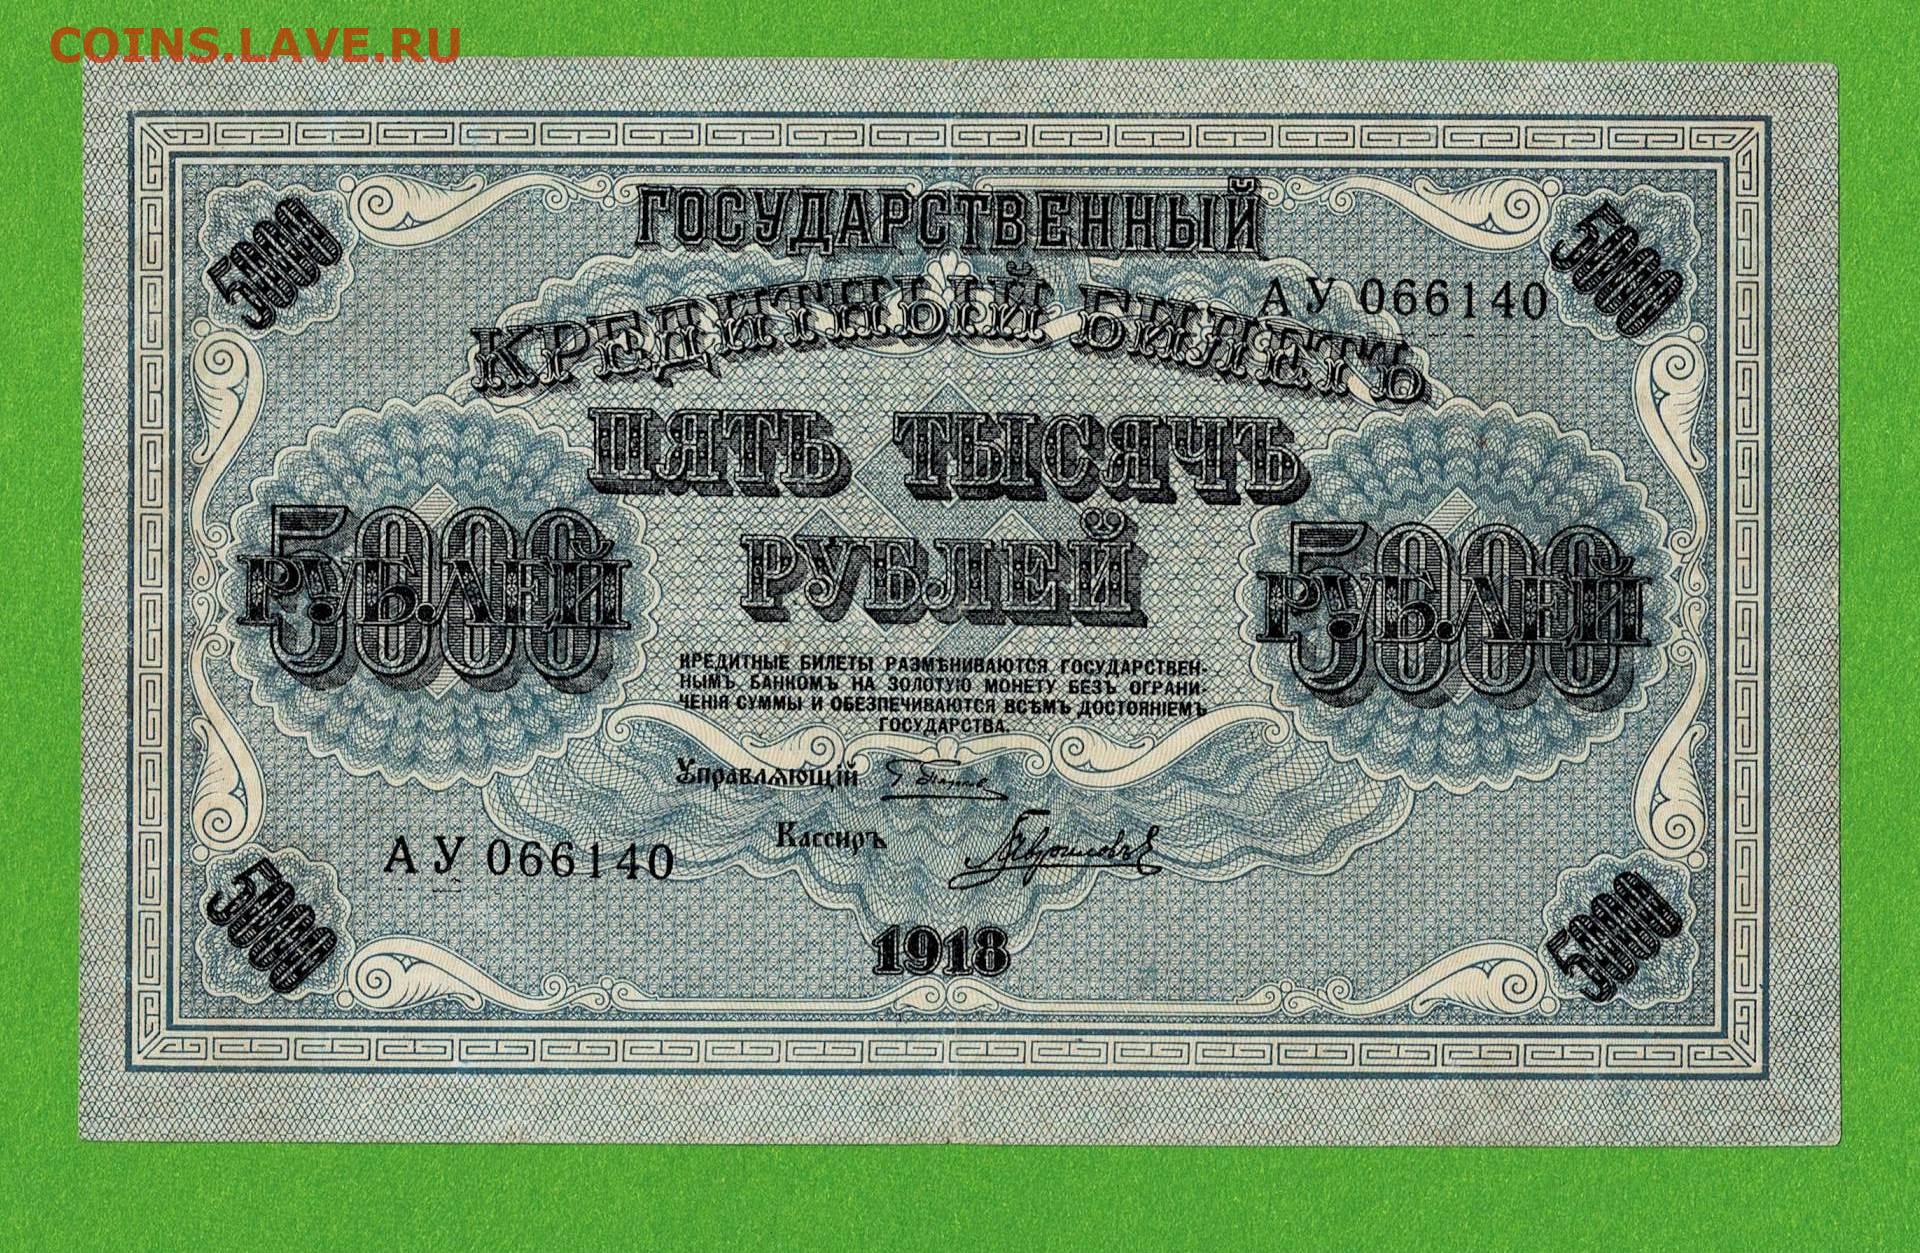 COINS.LAVE.RU
5000
ГОСУДАРСТВЕННЫЙ
5000
АУ 066140
КРЕДИТНЫЙ БИЛЕТЪ
ПЯТЬ ТЫСЯЧЪ
РУБЛЕЙ
5000
РУБЛЕЙ
5000
РУБЛЕЙ
КРЕДИТНЫЕ БИЛЕТЫ РАЗМѢНИВАЮТСЯ ГОСУДАРСТВЕН-
НЫМЪ БАНКОМЪ НА ЗОЛОТУЮ МОНЕТУ БЕЗЪ ОГРАНИ-
ЧЕНІЯ СУММЫ И ОБЕЗПЕЧИВАЮТСЯ ВСѢМЪ ДОСТОЯНІЕМЪ
ГОСУДАРСТВА.
Управляющій
Кассиръ
АУ 066140
5000
1918
5000